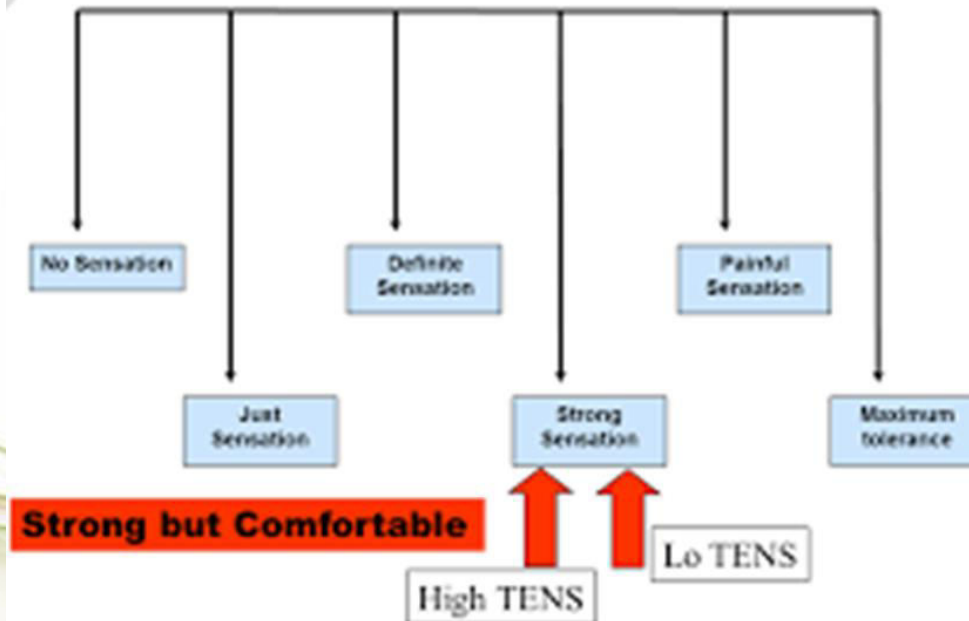 No Sensation
Definite
Sensation
Painful
Sensation
Just
Sensation
Strong
Sensation
Maximum
tolerance
Strong but Comfortable
High TENS
Lo TENS